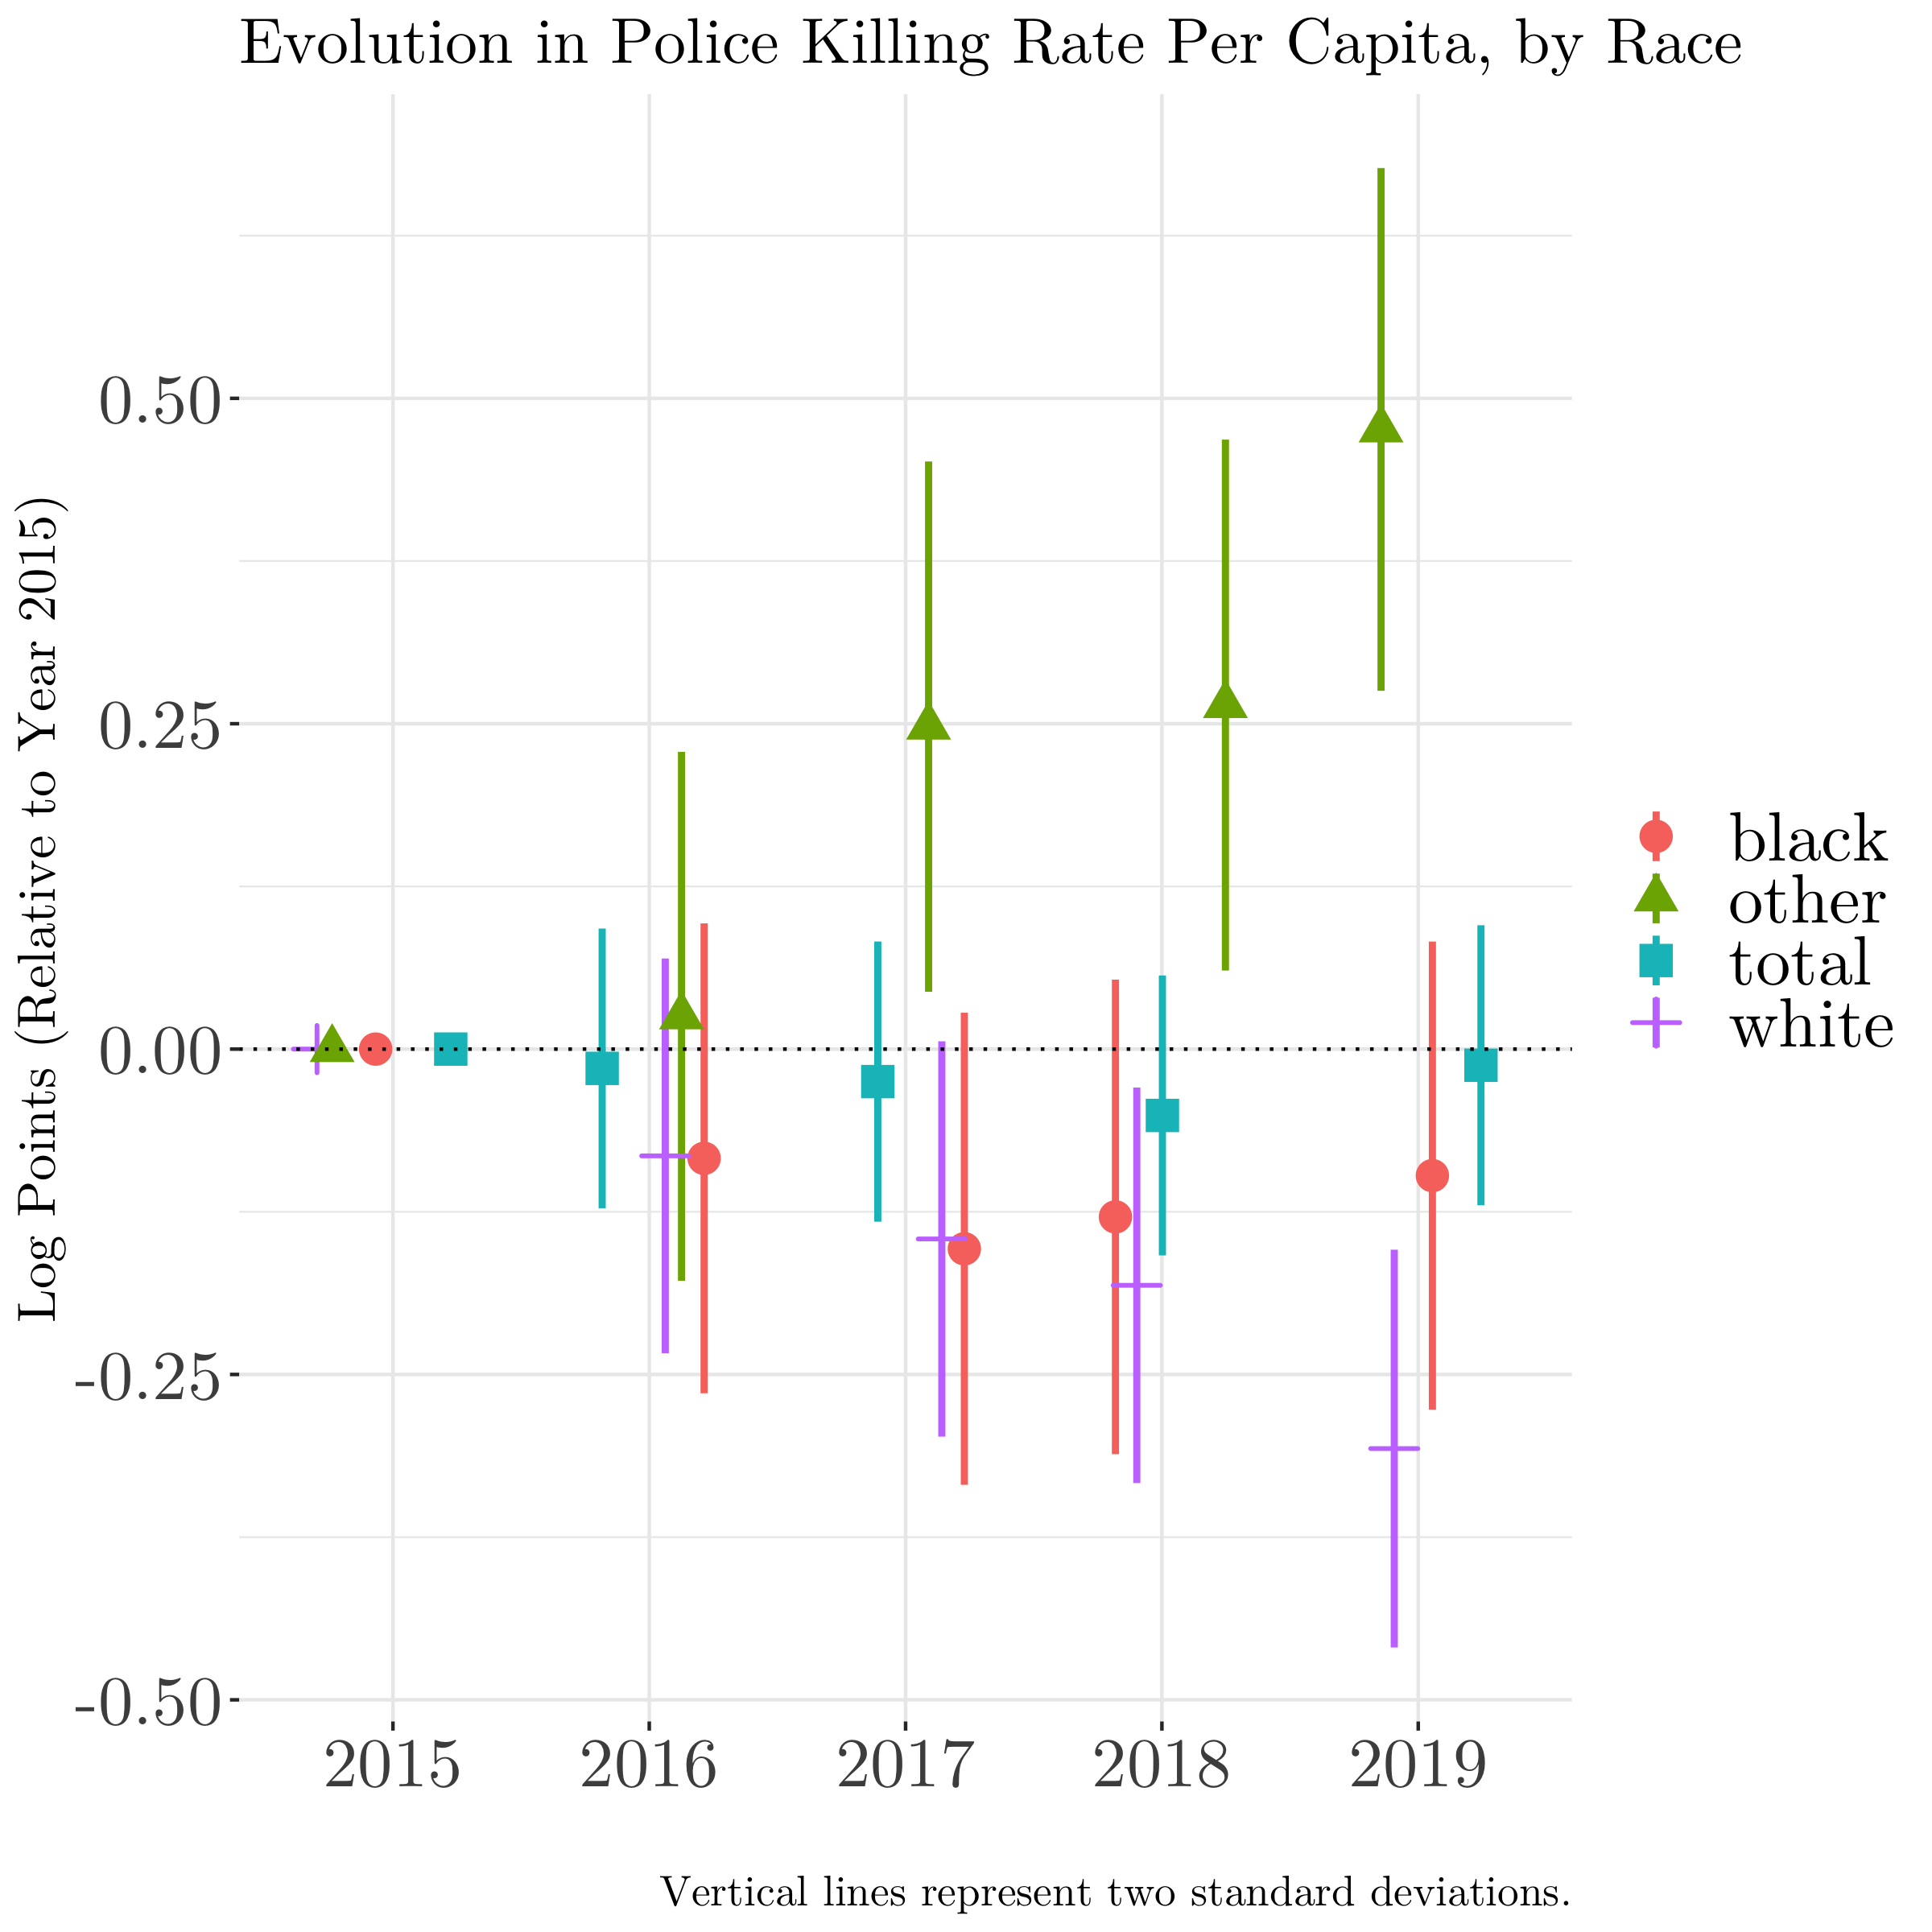 Evolution in Police Killing Rate Per Capita, by Race
Log Points (Relative to Year 2015)
0.50
0.25
0.00
-0.25
-0.50
2015 2016 2017 2018 2019
black
other
total
white
Vertical lines represent two standard deviations.